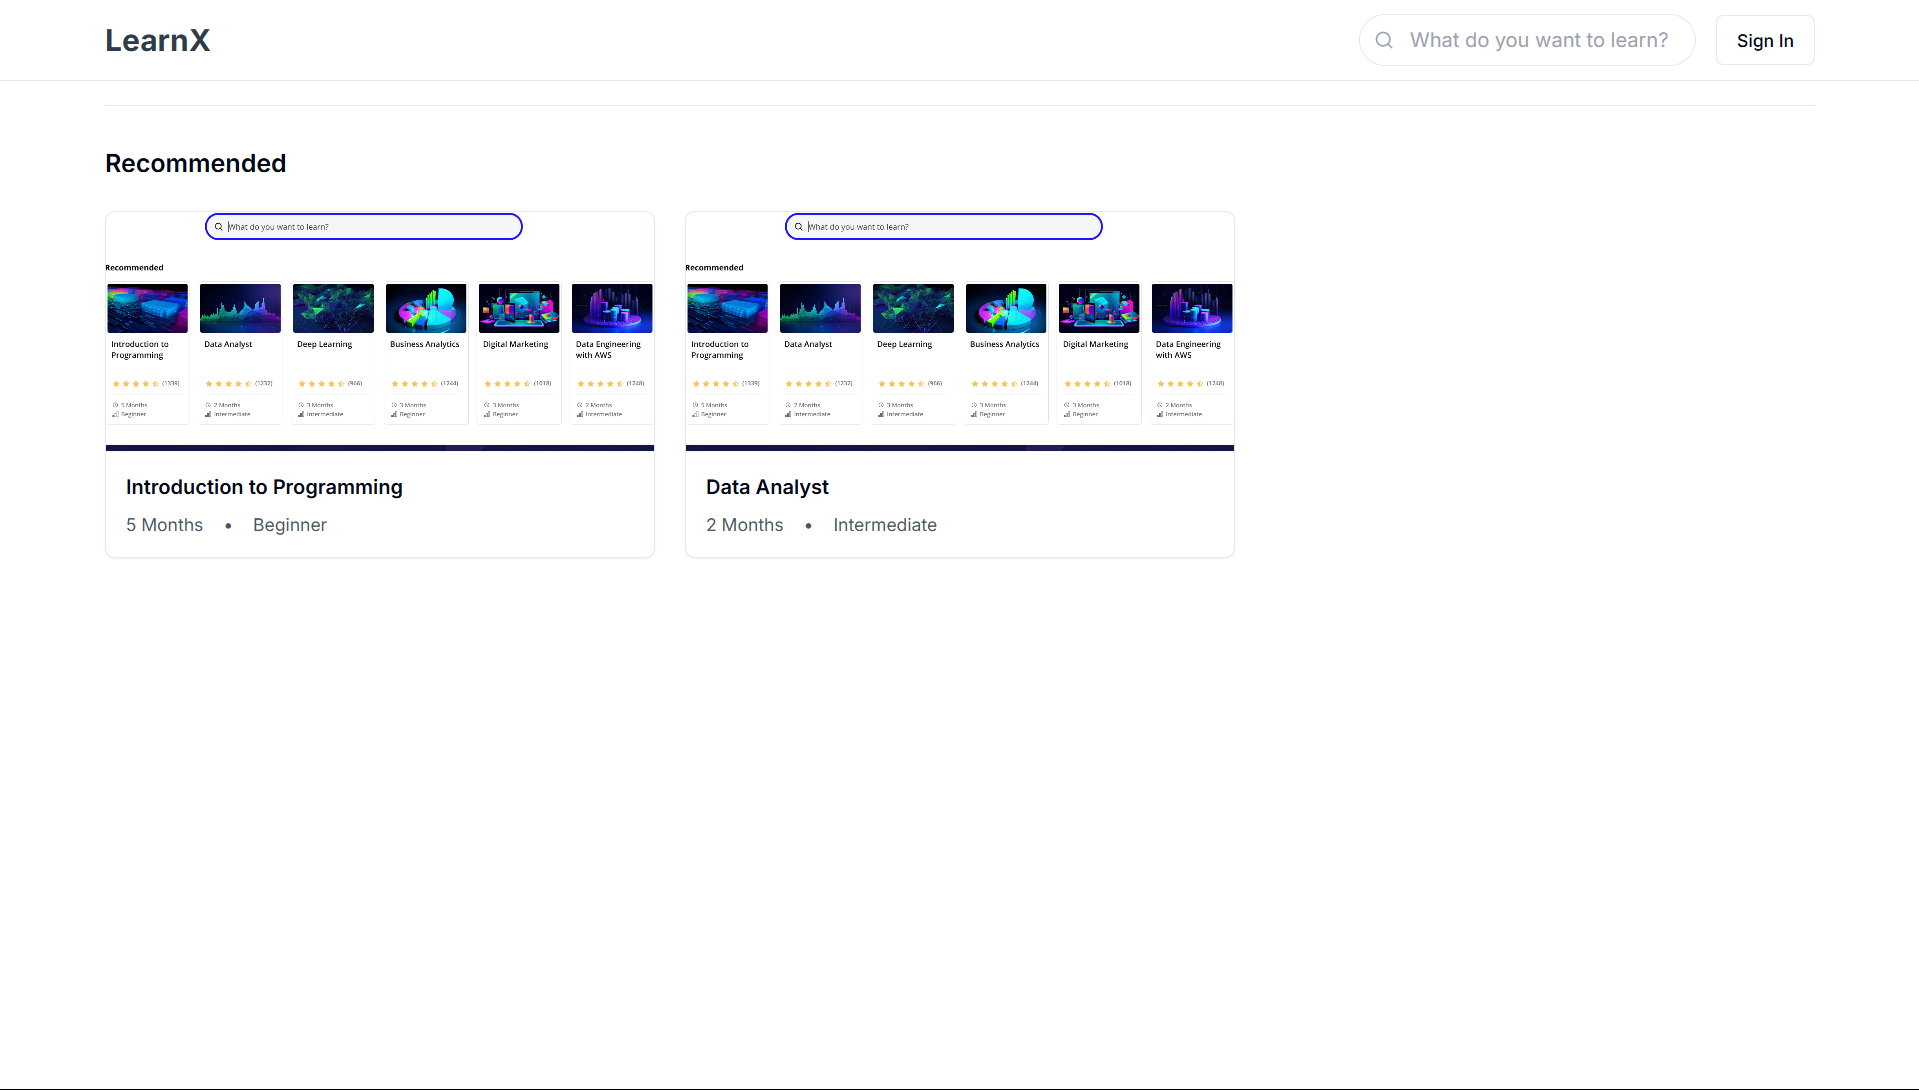 LearnX
What do you want to learn?
Sign In
Recommended
What do you want to learn?
Recommended
Introduction to
Programming
Data Analyst
Deep Learning
Business Analytics
Digital Marketing
Data Engineering
with AWS
(1339)
(1232)
(966)
(1244)
(1018)
(1248)
5 Months
Beginner
2 Months
Intermediate
3 Months
Intermediate
3 Months
Beginner
3 Months
Beginner
2 Months
Intermediate
Introduction to Programming
5 Months • Beginner
What do you want to learn?
Recommended
Introduction to
Programming
Data Analyst
Deep Learning
Business Analytics
Digital Marketing
Data Engineering
with AWS
(1339)
(1232)
(966)
(1244)
(1018)
(1248)
5 Months
Beginner
2 Months
Intermediate
3 Months
Intermediate
3 Months
Beginner
3 Months
Beginner
2 Months
Intermediate
Data Analyst
2 Months • Intermediate